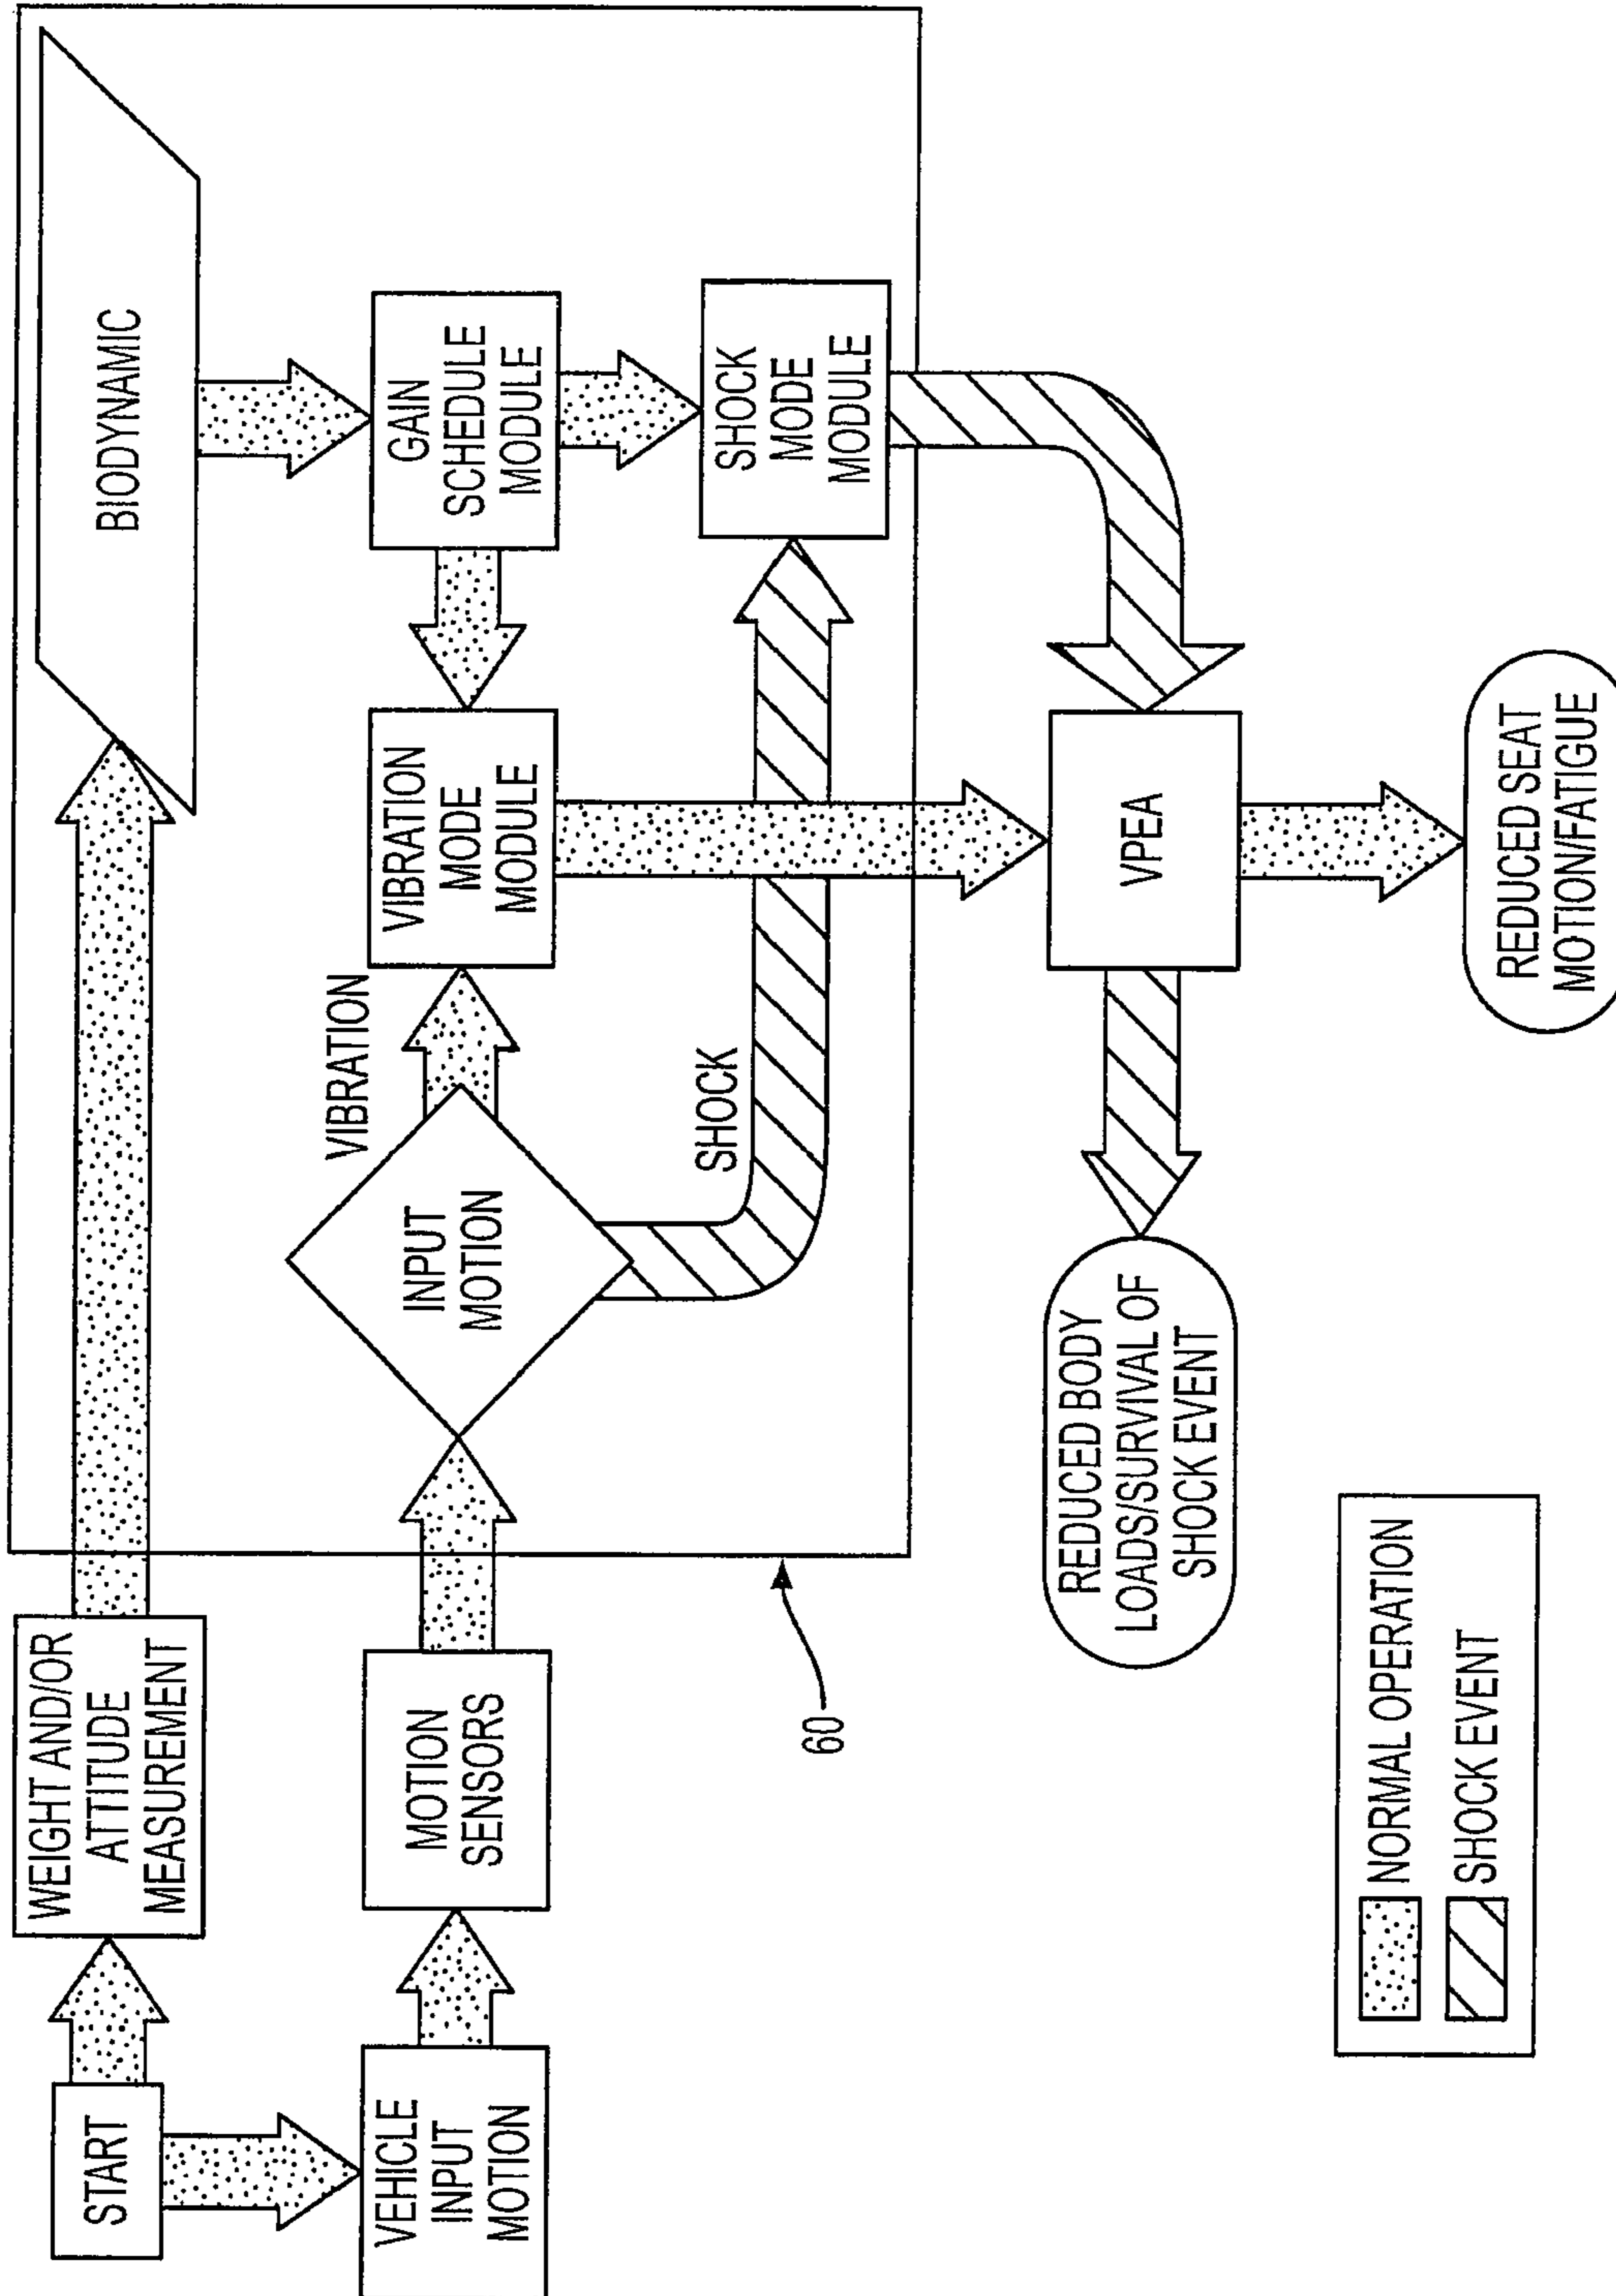 START
WEIGHT AND/OR
ATTITUDE
MEASUREMENT
BIODYNAMIC
VEHICLE
INPUT
MOTION
MOTION
SENSORS
INPUT
MOTION
VIBRATION
VIBRATION
MODE
MODULE
GAIN
SCHEDULE
MODULE
SHOCK
SHOCK
MODE
MODULE
60
REDUCED BODY
LOADS/SURVIVAL OF
SHOCK EVENT
VPEA
REDUCED SEAT
MOTION/FATIGUE
NORMAL OPERATION
SHOCK EVENT